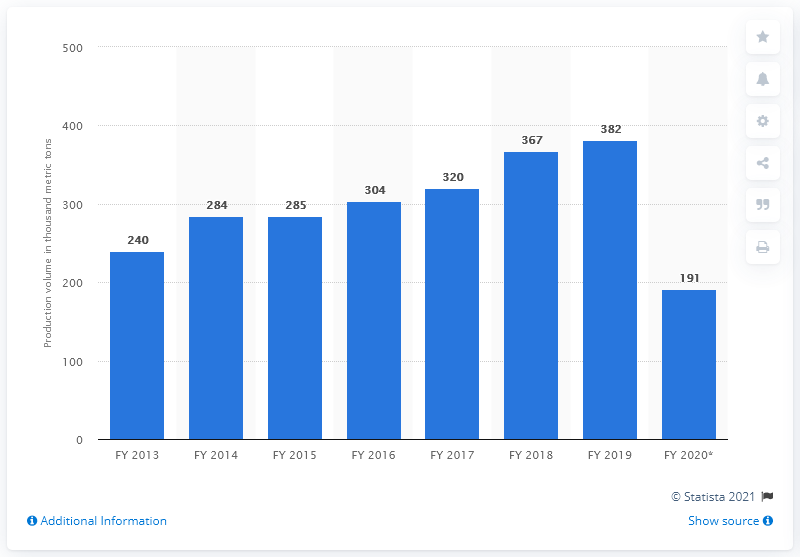 500
400
300
200
100
0
Production volume in thousand metric tons
240
284
285
304
320
367
382
191
FY 2013
FY 2014
FY 2015
FY 2016
FY 2017
FY 2018
FY 2019
FY 2020*
© Statista 2021
Additional Information
Show source